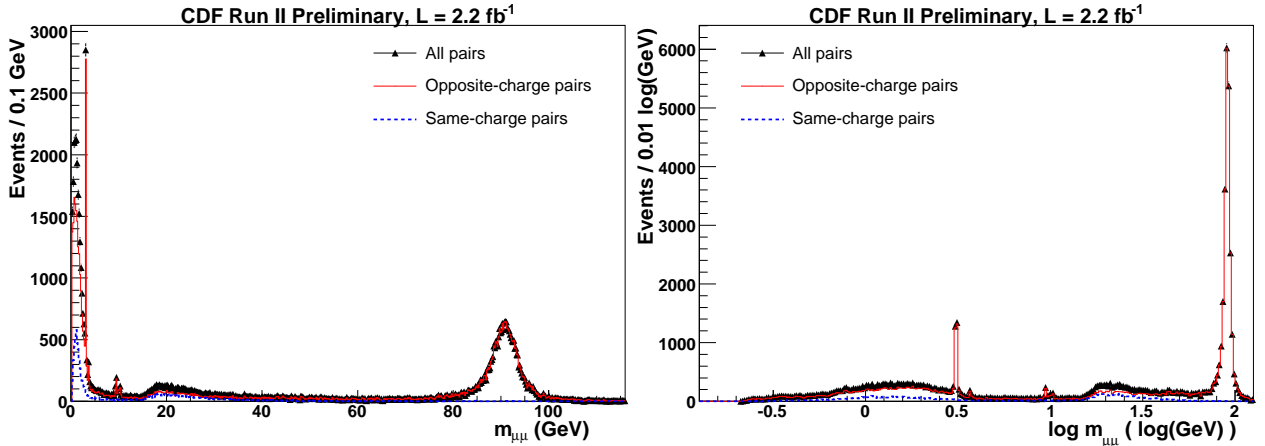 CDF Run II Preliminary, L = 2.2 fb⁻¹
Events / 0.1 GeV
3000
2500
2000
1500
1000
500
0
All pairs
Opposite-charge pairs
Same-charge pairs
0 20 40 60 80 100
m_μμ (GeV)
CDF Run II Preliminary, L = 2.2 fb⁻¹
Events / 0.01 log(GeV)
6000
5000
4000
3000
2000
1000
0
All pairs
Opposite-charge pairs
Same-charge pairs
-0.5 0 0.5 1 1.5 2
log m_μμ ( log(GeV) )